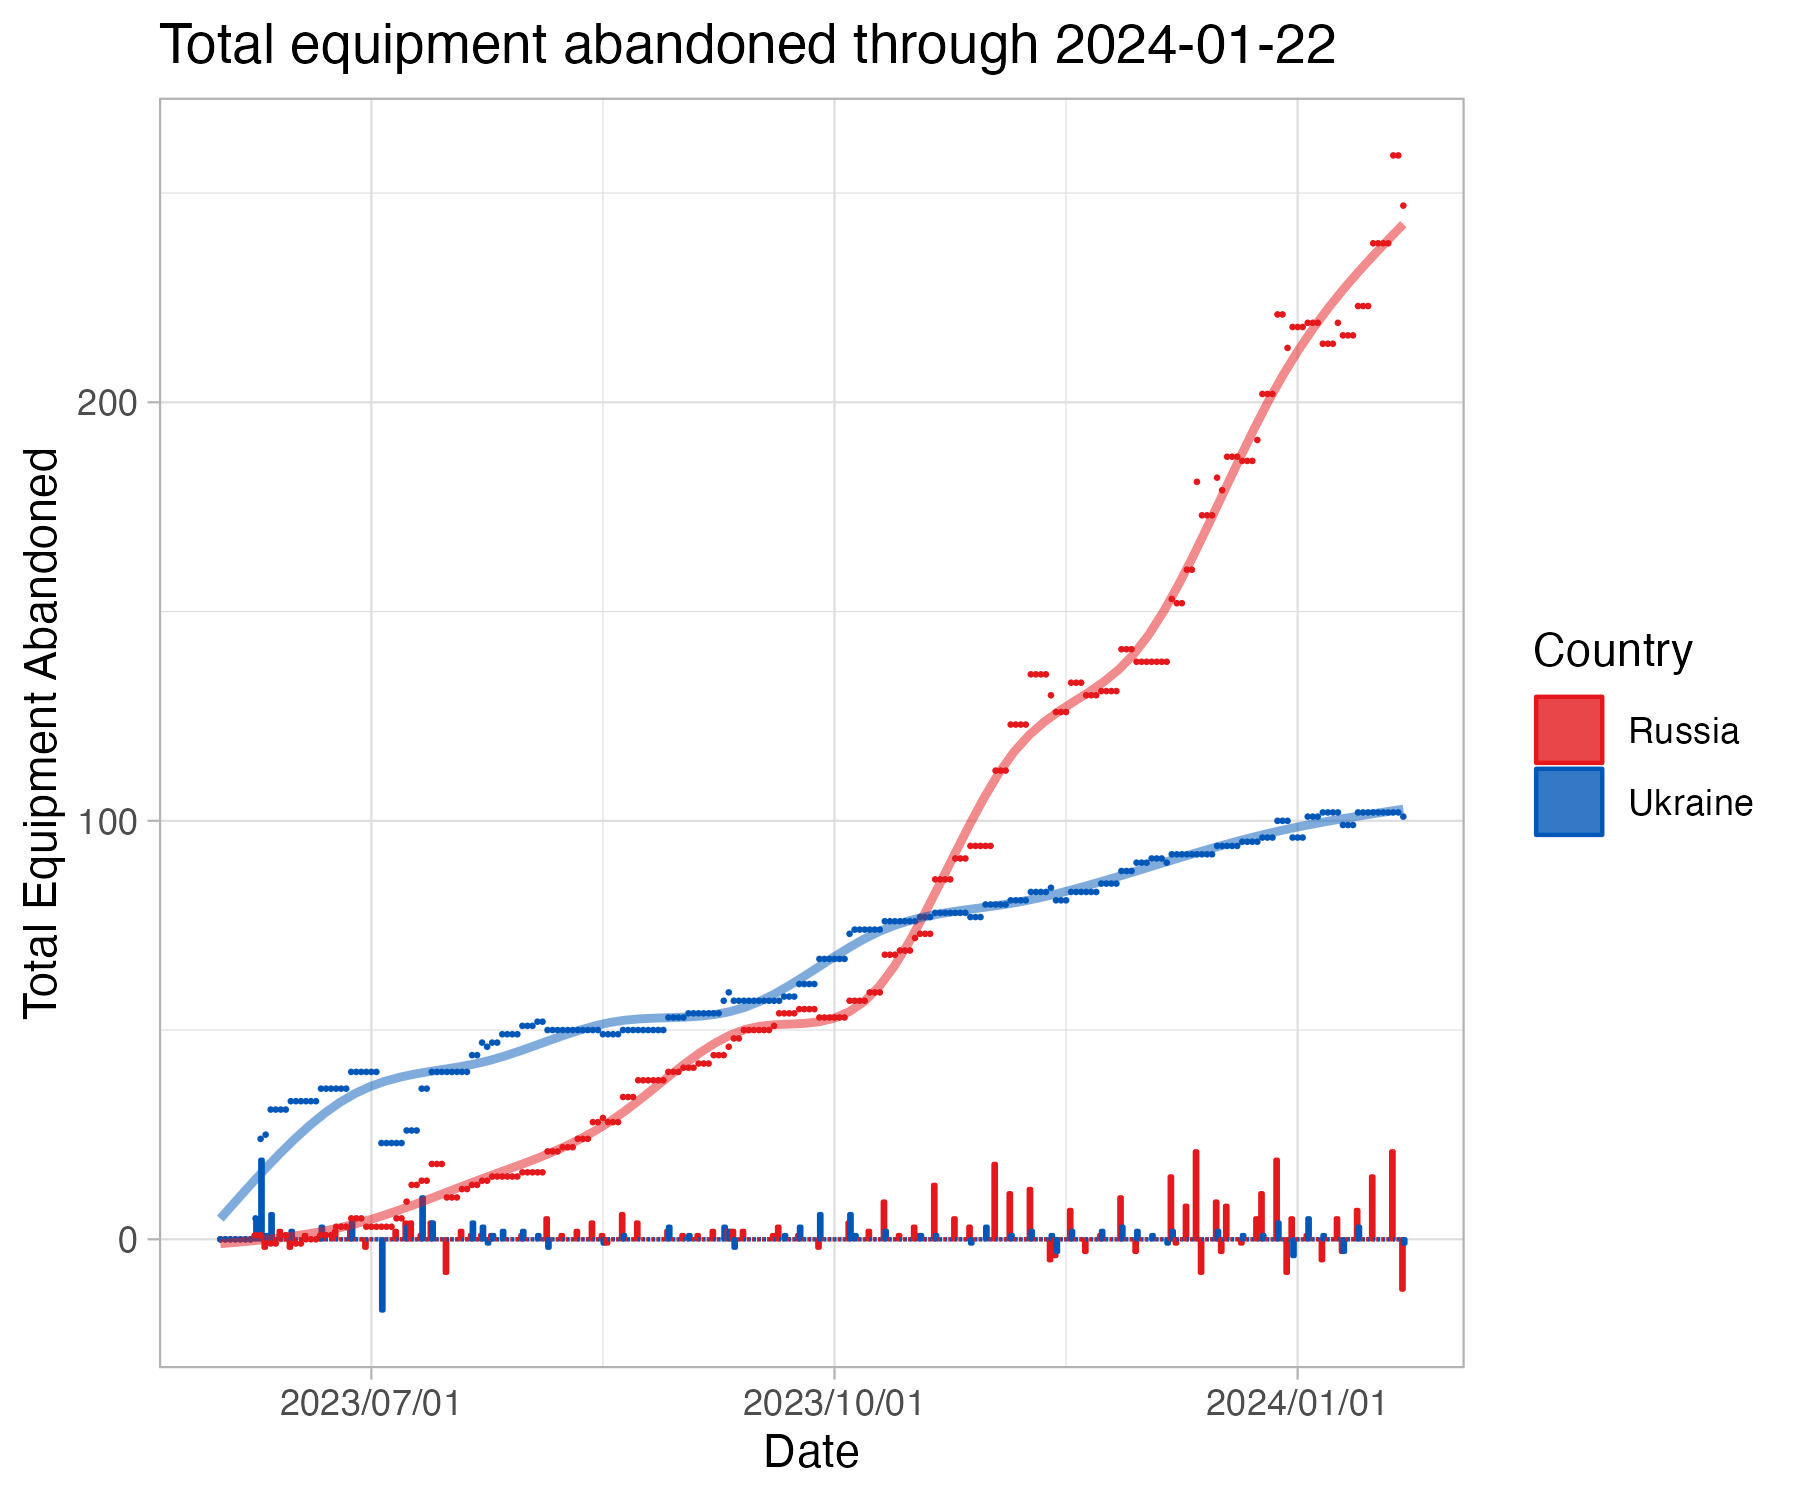 Total equipment abandoned through 2024-01-22
Total Equipment Abandoned
200
100
0
2023/07/01
2023/10/01
2024/01/01
Date
Country
Russia
Ukraine